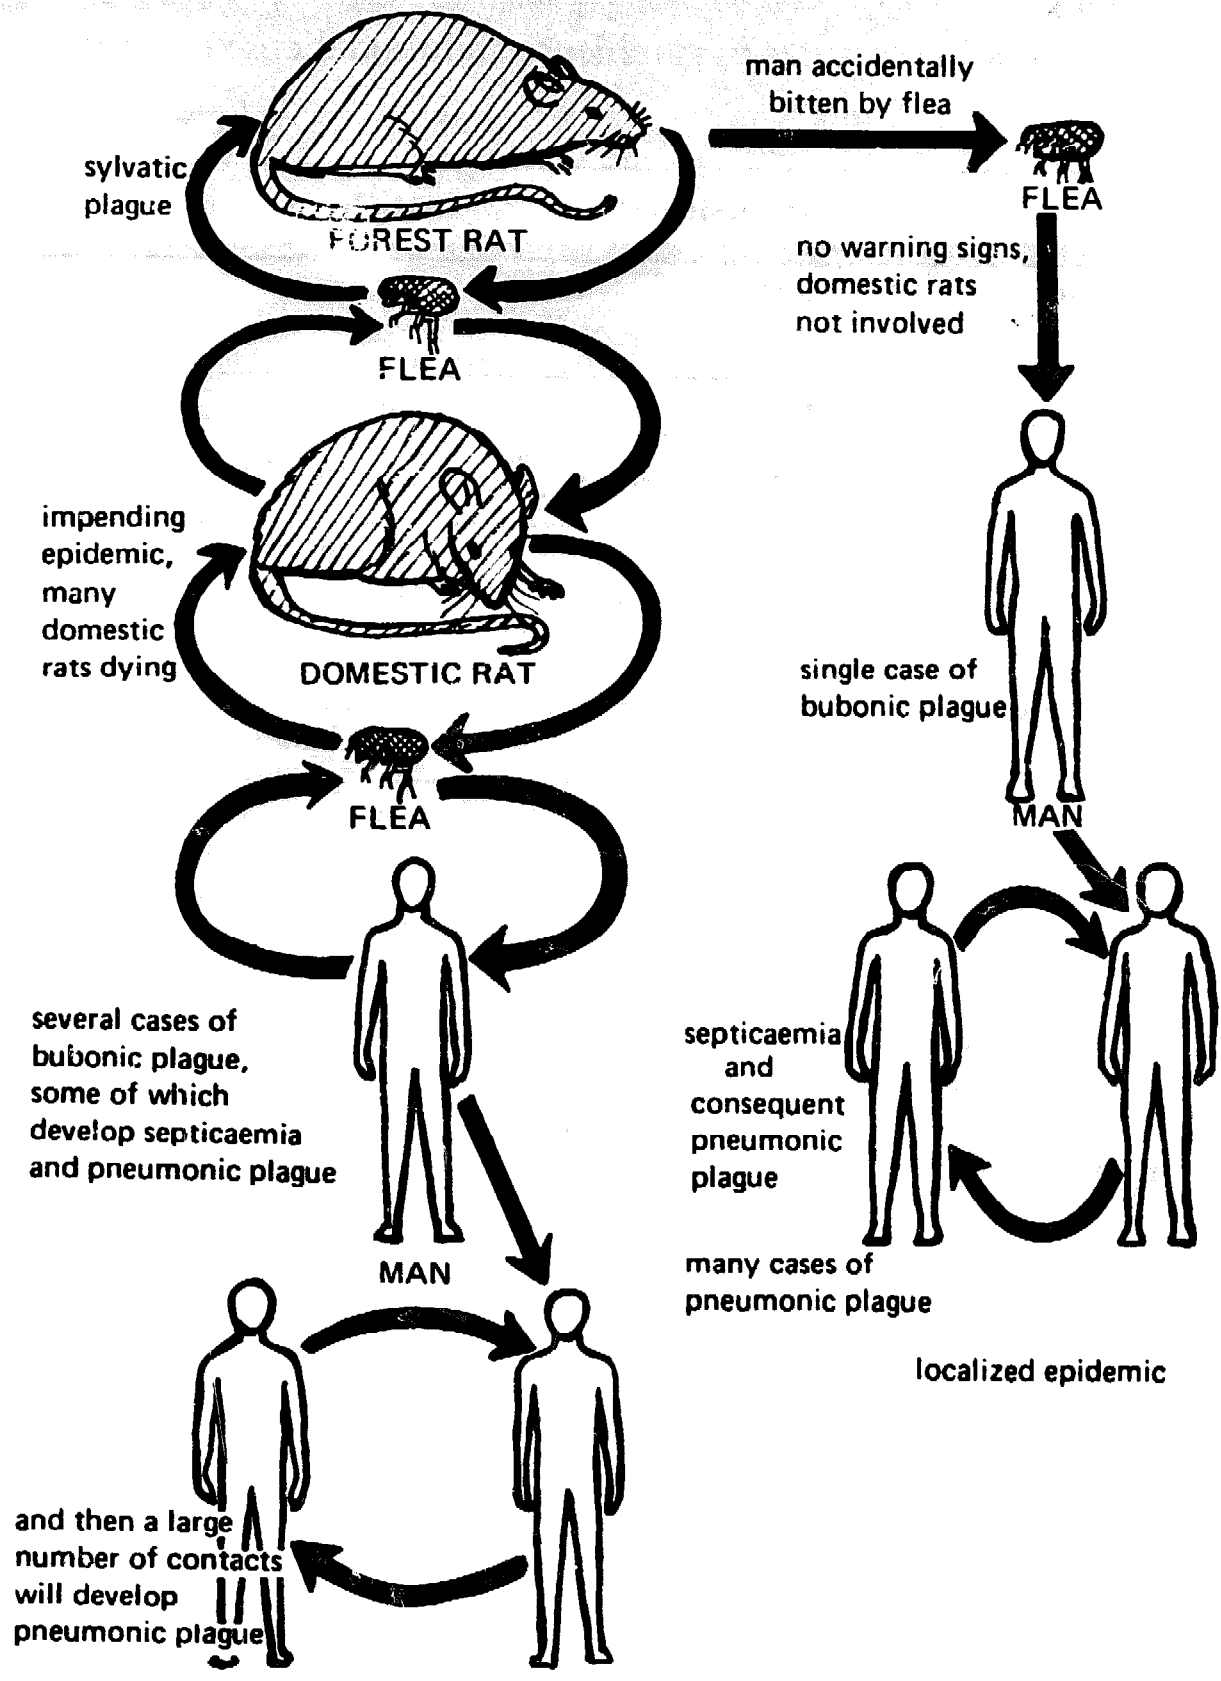 man accidentally
bitten by flea
sylvatic
plague
FLEA
FOREST RAT
no warning signs,
domestic rats
not involved
FLEA
impending
epidemic,
many
domestic
rats dying
DOMESTIC RAT
single case of
bubonic plague
FLEA
MAN
several cases of
bubonic plague,
some of which
develop septicaemia
and pneumonic plague
septicaemia
and
consequent
pneumonic
plague
MAN
many cases of
pneumonic plague
localized epidemic
and then a large
number of contacts
will develop
pneumonic plague